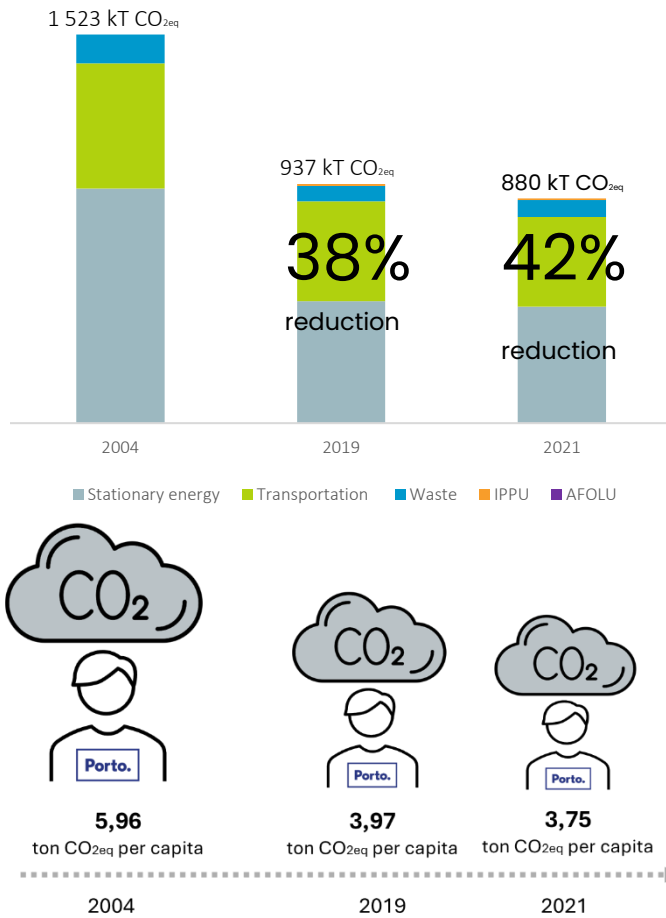 1 523 kT CO2eq
937 kT CO2eq
880 kT CO2eq
38%
reduction
42%
reduction
2004 2019 2021
Stationary energy Transportation Waste IPPU AFOLU
CO2 CO2 CO2
Porto. Porto. Porto.
5,96 3,97 3,75
ton CO2eq per capita ton CO2eq per capita ton CO2eq per capita
2004 2019 2021